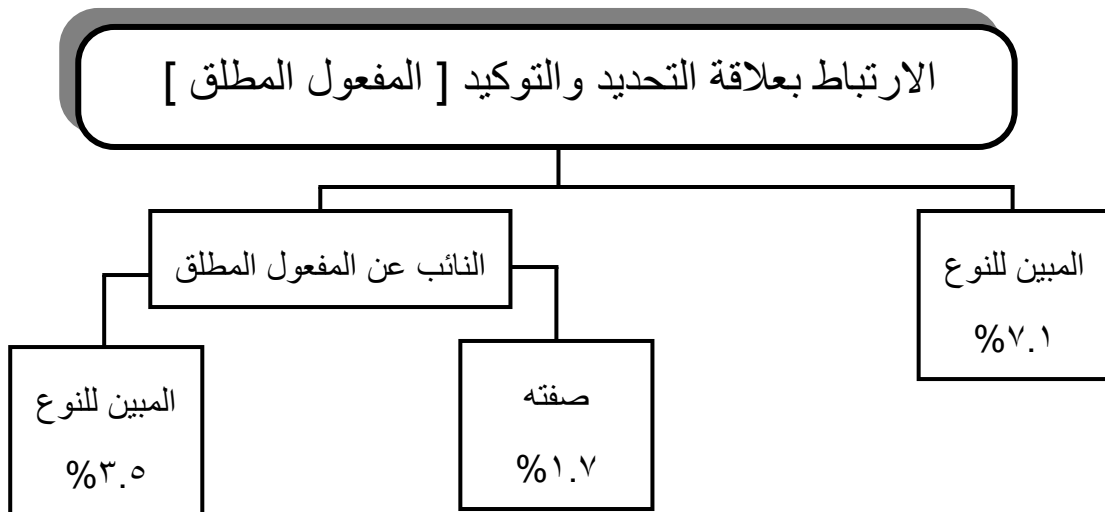 الارتباط بعلاقة التحديد والتوكيد [ المفعول المطلق ]
المبين للنوع
%٧.١
النائب عن المفعول المطلق
صفته
%١.٧
المبين للنوع
%٣.٥